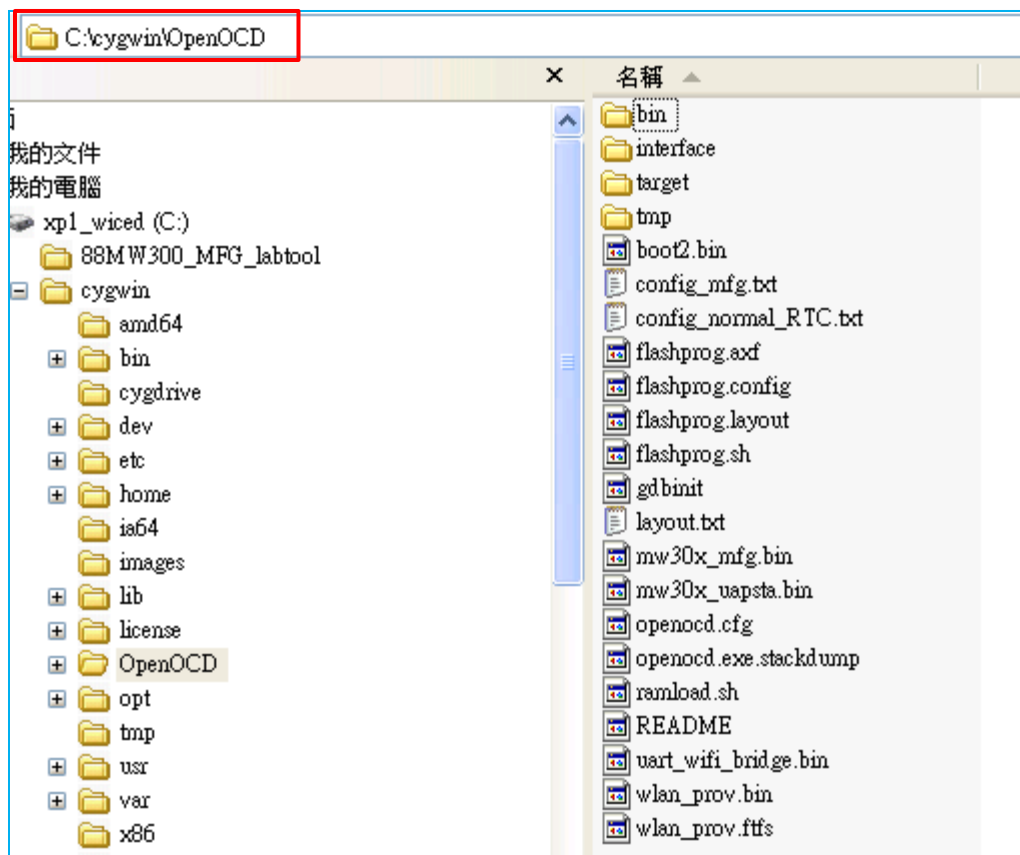 C:\cygwin\OpenOCD
名稱
我的文件
我的電腦
xp1_wiced (C:)
88MW300_MFG_labtool
cygwin
amd64
bin
cygdrive
dev
etc
home
ia64
images
lib
license
OpenOCD
opt
tmp
usr
var
x86
bin
interface
target
tmp
boot2.bin
config_mfg.txt
config_normal_RTC.txt
flashprog.axf
flashprog.config
flashprog.layout
flashprog.sh
gdbinit
layout.txt
mw30x_mfg.bin
mw30x_uapsta.bin
openocd.cfg
openocd.exe.stackdump
ramload.sh
README
uart_wifi_bridge.bin
wlan_prov.bin
wlan_prov.ftfs